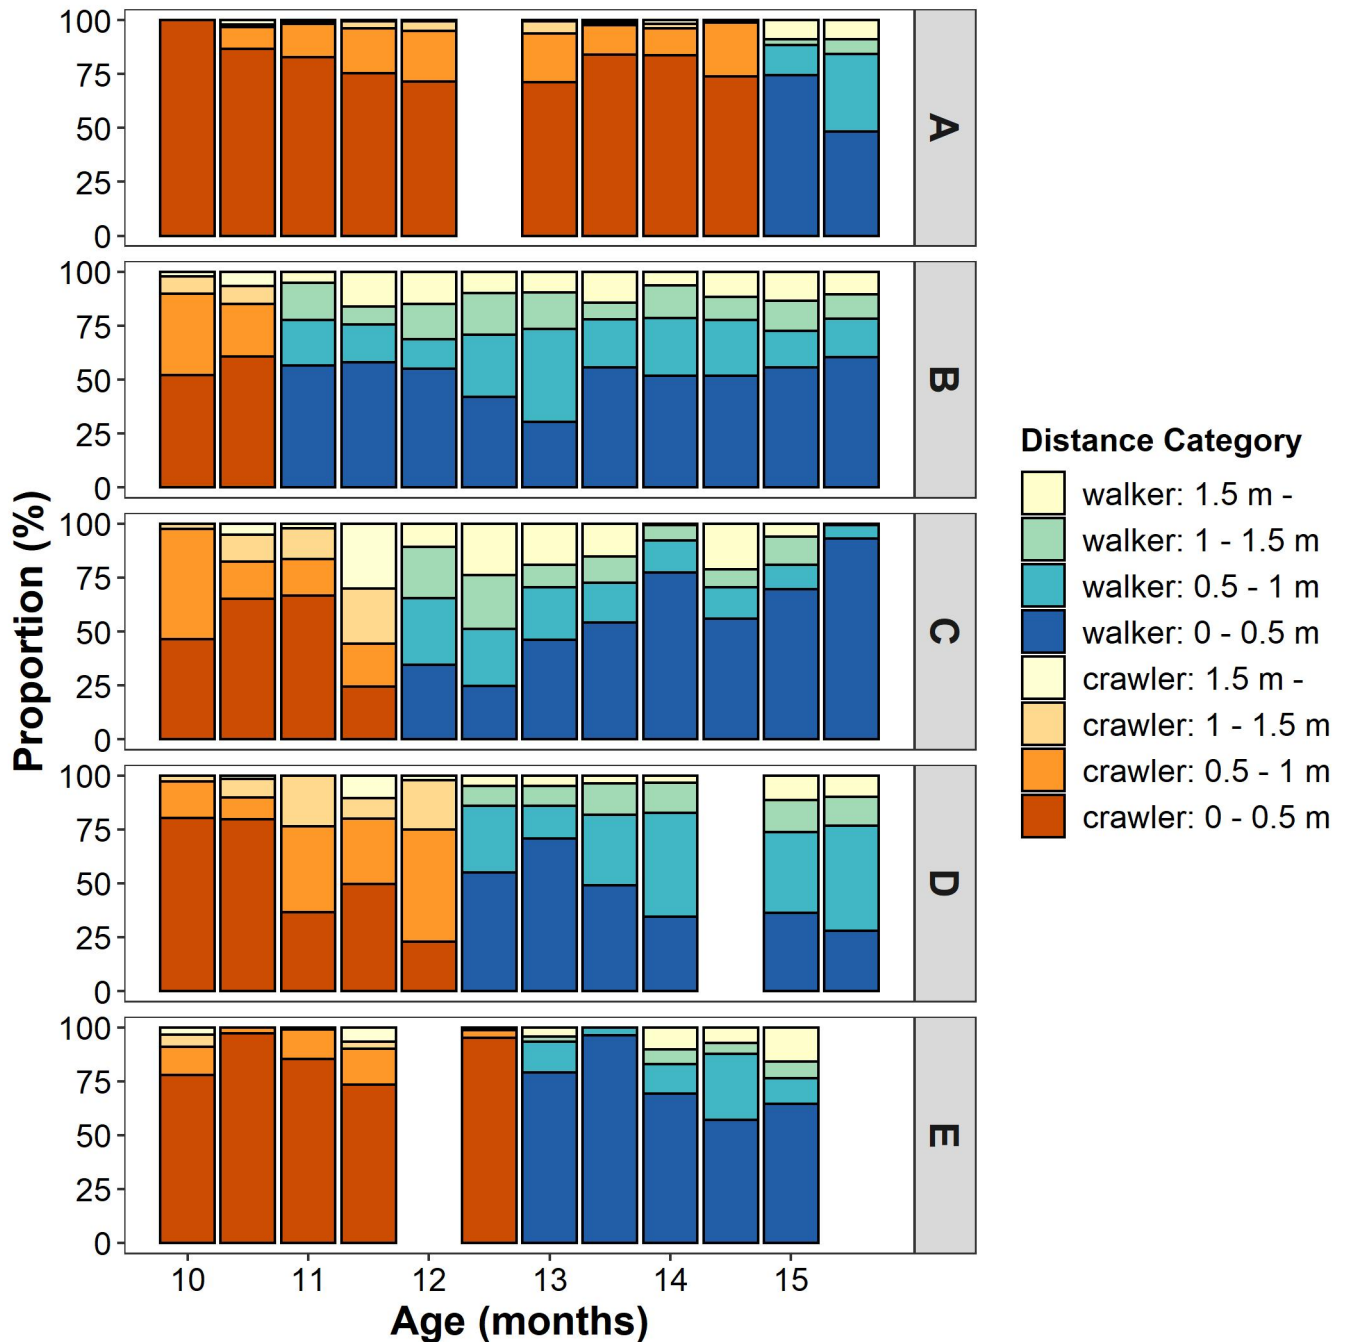 Proportion (%)
100
75
50
25
0
A
100
75
50
25
0
B
100
75
50
25
0
C
100
75
50
25
0
D
100
75
50
25
0
E
10 11 12 13 14 15
Age (months)
Distance Category
walker: 1.5 m -
walker: 1 - 1.5 m
walker: 0.5 - 1 m
walker: 0 - 0.5 m
crawler: 1.5 m -
crawler: 1 - 1.5 m
crawler: 0.5 - 1 m
crawler: 0 - 0.5 m